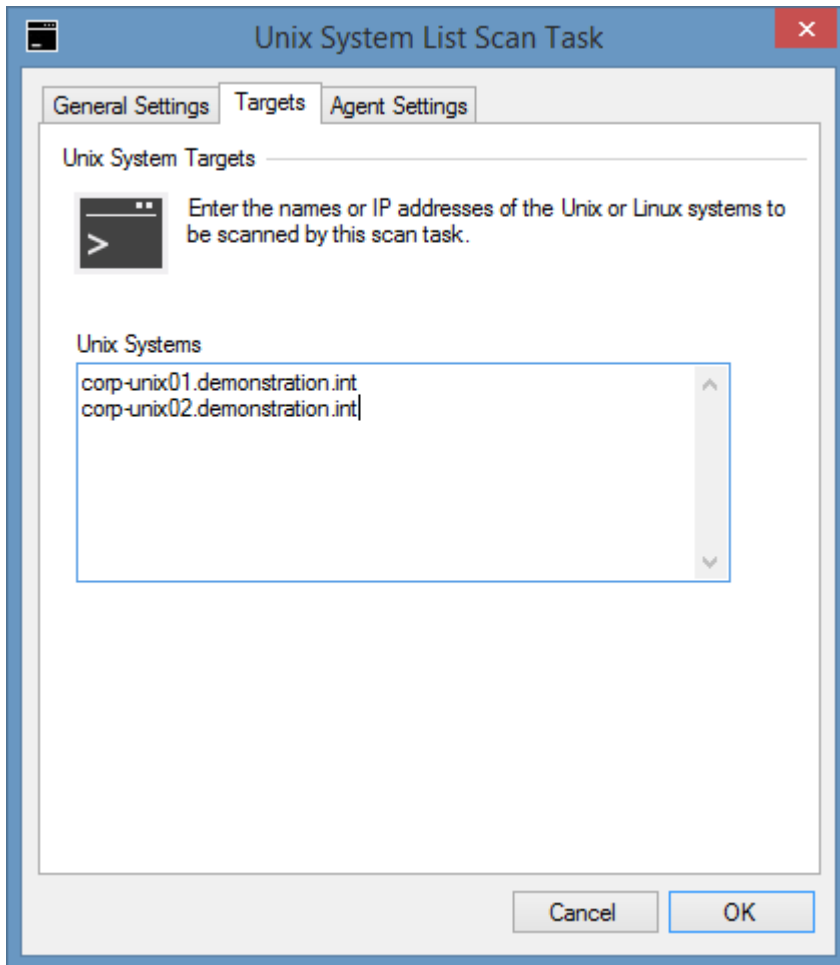 Unix System List Scan Task
General Settings Targets Agent Settings
Unix System Targets
Enter the names or IP addresses of the Unix or Linux systems to
be scanned by this scan task.
Unix Systems
corp-unix01.demonstration.int
corp-unix02.demonstration.int
Cancel OK